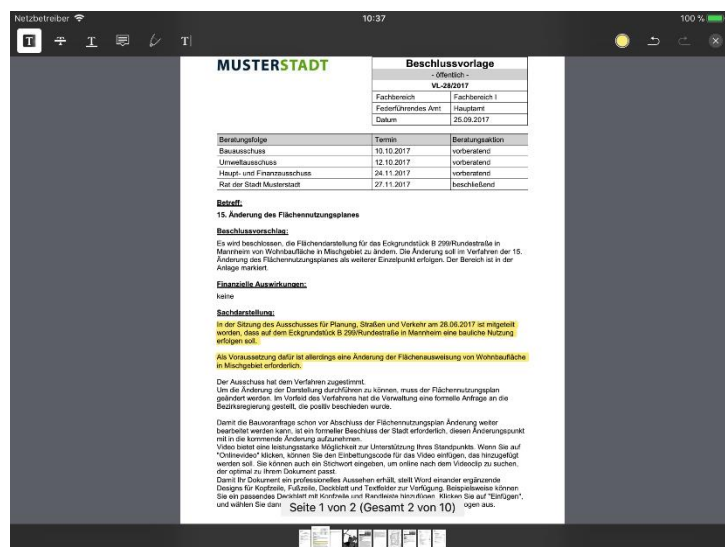 Netzbetreiber 10:37 100 %
T T T T
MUSTERSTADT
Beschlussvorlage
- öffentlich -
VL-28/2017
Fachbereich Fachbereich I
Federführendes Amt Hauptamt
Datum 26.09.2017
Beratungsfolge Termin Beratungsaktion
Bauausschuss 10.10.2017 vorberatend
Umweltausschuss 12.10.2017 vorberatend
Haupt- und Finanzausschuss 24.11.2017 vorberatend
Rat der Stadt Musterstadt 27.11.2017 beschließend
Betreff:
15. Änderung des Flächennutzungsplanes
Beschlussvorschlag:
Es wird beschlossen, die Flächendarstellung für das Eckgrundstück B 299/Rundestraße in
Mannheim von Wohnbaufläche in Mischgebiet zu ändern. Die Änderung soll im Verfahren der 15.
Änderung des Flächennutzungsplanes als weiterer Einzelpunkt erfolgen. Der Bereich ist in der
Anlage markiert.
Finanzielle Auswirkungen:
keine
Sachdarstellung:
In der Sitzung des Ausschusses für Planung, Straßen und Verkehr am 28.06.2017 ist mitgeteilt
worden, dass auf dem Eckgrundstück B 299/Rundestraße in Mannheim eine bauliche Nutzung
erfolgen soll.
Als Voraussetzung dafür ist allerdings eine Änderung der Flächenausweisung von Wohnbaufläche
in Mischgebiet erforderlich.
Der Ausschuss hat dem Verfahren zugestimmt.
Um die Änderung der Darstellung durchführen zu können, muss der Flächennutzungsplan
geändert werden. Im Vorfeld des Verfahrens hat die Verwaltung eine formelle Anfrage an die
Bezirksregierung gestellt, die positiv beschieden wurde.
Damit die Bauvoranfrage schon vor Abschluss der Flächennutzungsplan Änderung weiter
bearbeitet werden kann, ist ein formeller Beschluss der Stadt erforderlich, diesen Änderungspunkt
mit in die kommende Änderung aufzunehmen.
Video bietet eine leistungsstarke Möglichkeit zur Unterstützung Ihres Standpunkts. Wenn Sie auf
"Onlinevideo" klicken, können Sie den Einbettungscode für das Video einfügen, das hinzugefügt
werden soll. Sie können auch ein Stichwort eingeben, um online nach dem Videoclip zu suchen,
der optimal zu Ihrem Dokument passt.
Damit Ihr Dokument ein professionelles Aussehen erhält, stellt Word einander ergänzende
Designs für Kopfzeile, Fußzeile, Deckblatt und Textfelder zur Verfügung. Beispielsweise können
Sie ein passendes Deckblatt mit Kopfzeile und Randleiste hinzufügen. Klicken Sie auf "Einfügen",
und wählen Sie dann ogen aus.
Seite 1 von 2 (Gesamt 2 von 10)